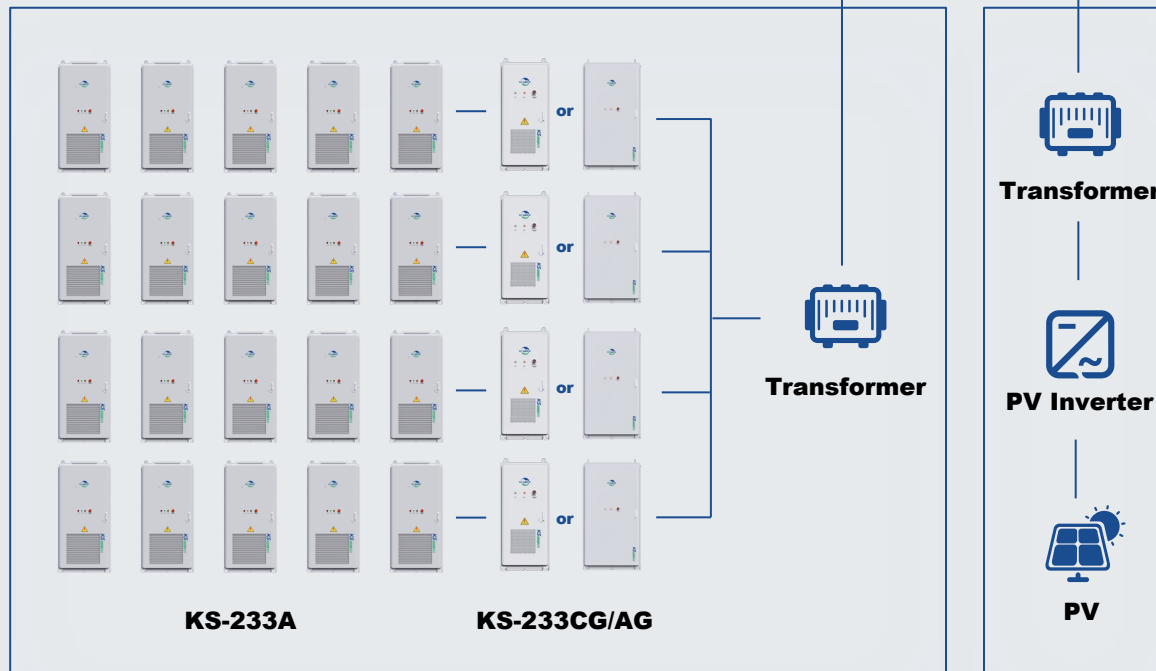 or
or
or
or
Transformer
KS-233A
KS-233CG/AG
Transformer
PV Inverter
PV